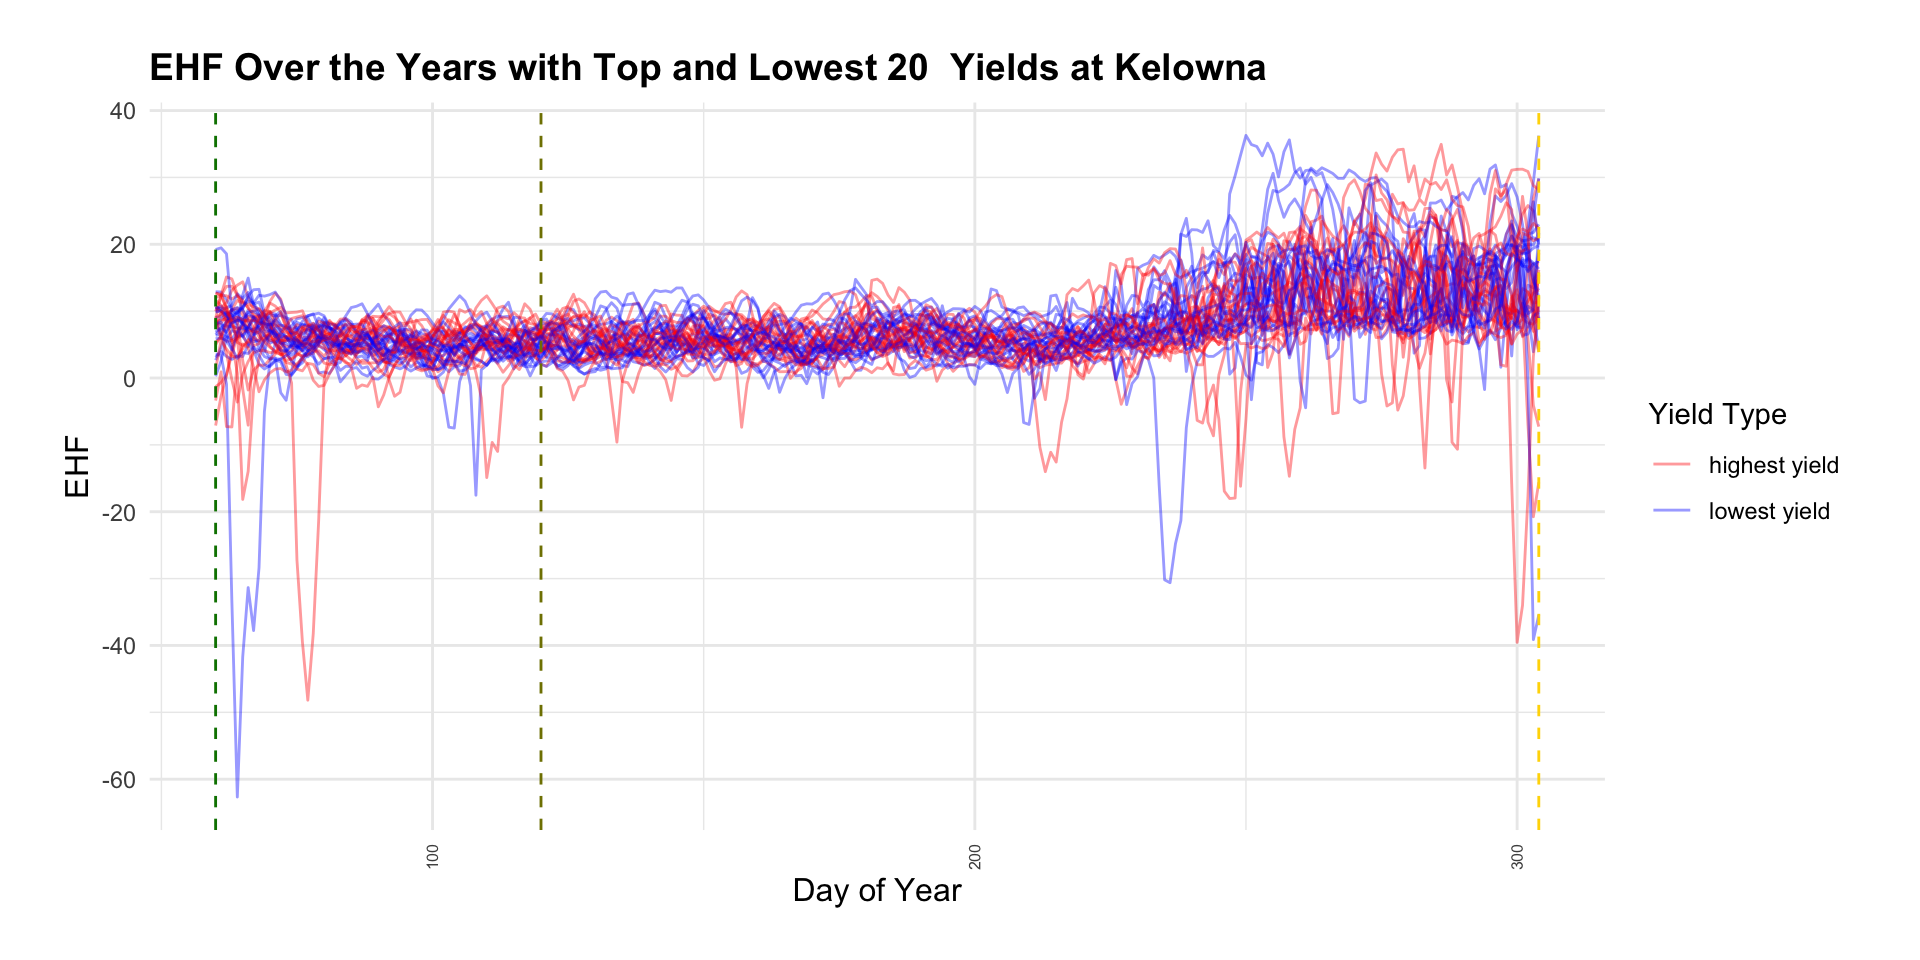 EHF Over the Years with Top and Lowest 20  Yields at Kelowna
40
20
0
-20
-40
-60
EHF
100
200
300
Day of Year
Yield Type
highest yield
lowest yield